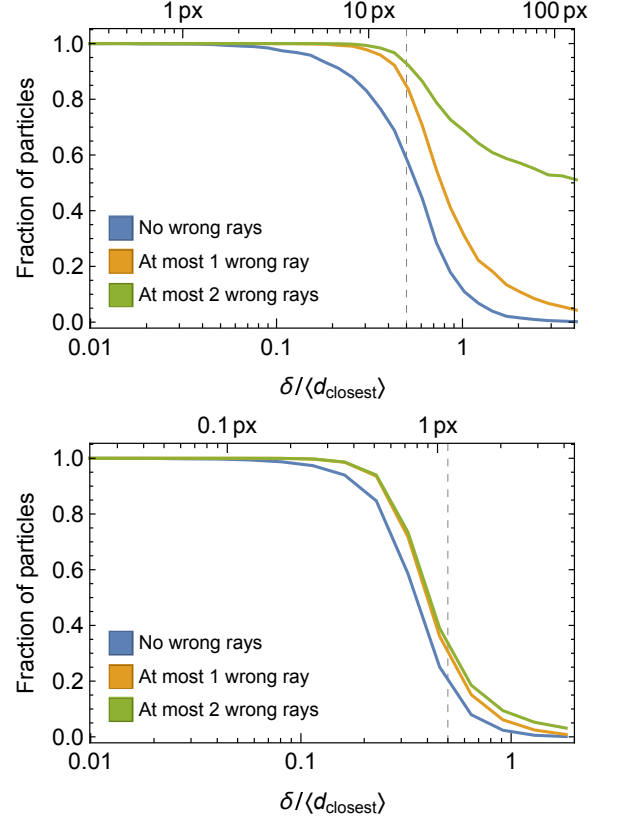 1 px 10 px 100 px
Fraction of particles
1.0
0.8
0.6
0.4
0.2
0.0
No wrong rays
At most 1 wrong ray
At most 2 wrong rays
0.01 0.1 1
δ/⟨d_closest⟩
0.1 px 1 px
Fraction of particles
1.0
0.8
0.6
0.4
0.2
0.0
No wrong rays
At most 1 wrong ray
At most 2 wrong rays
0.01 0.1 1
δ/⟨d_closest⟩